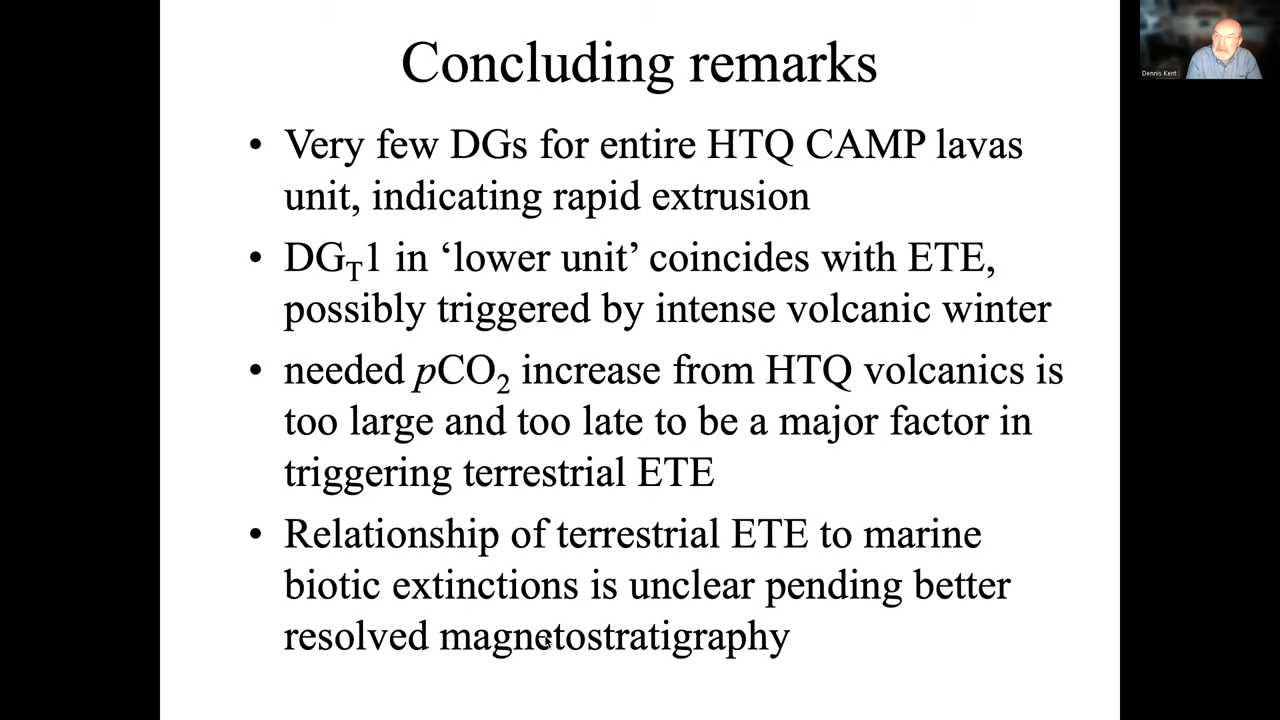 Concluding remarks
• Very few DGs for entire HTQ CAMP lavas
unit, indicating rapid extrusion
• DG_T1 in ‘lower unit’ coincides with ETE,
possibly triggered by intense volcanic winter
• needed pCO₂ increase from HTQ volcanics is
too large and too late to be a major factor in
triggering terrestrial ETE
• Relationship of terrestrial ETE to marine
biotic extinctions is unclear pending better
resolved magnetostratigraphy
Dennis Kent